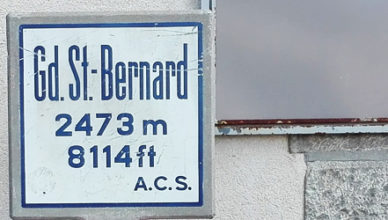 Gd. St.-Bernard
2473 m
8114 ft
A.C.S.